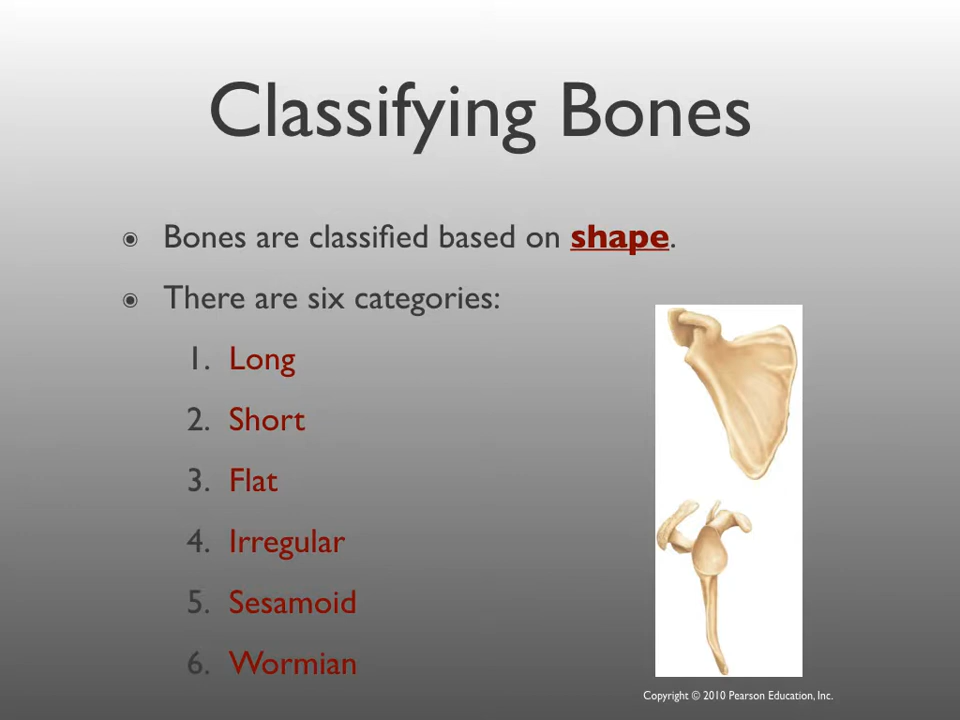 Classifying Bones
Bones are classified based on shape.
There are six categories:
1. Long
2. Short
3. Flat
4. Irregular
5. Sesamoid
6. Wormian
Copyright © 2010 Pearson Education, Inc.